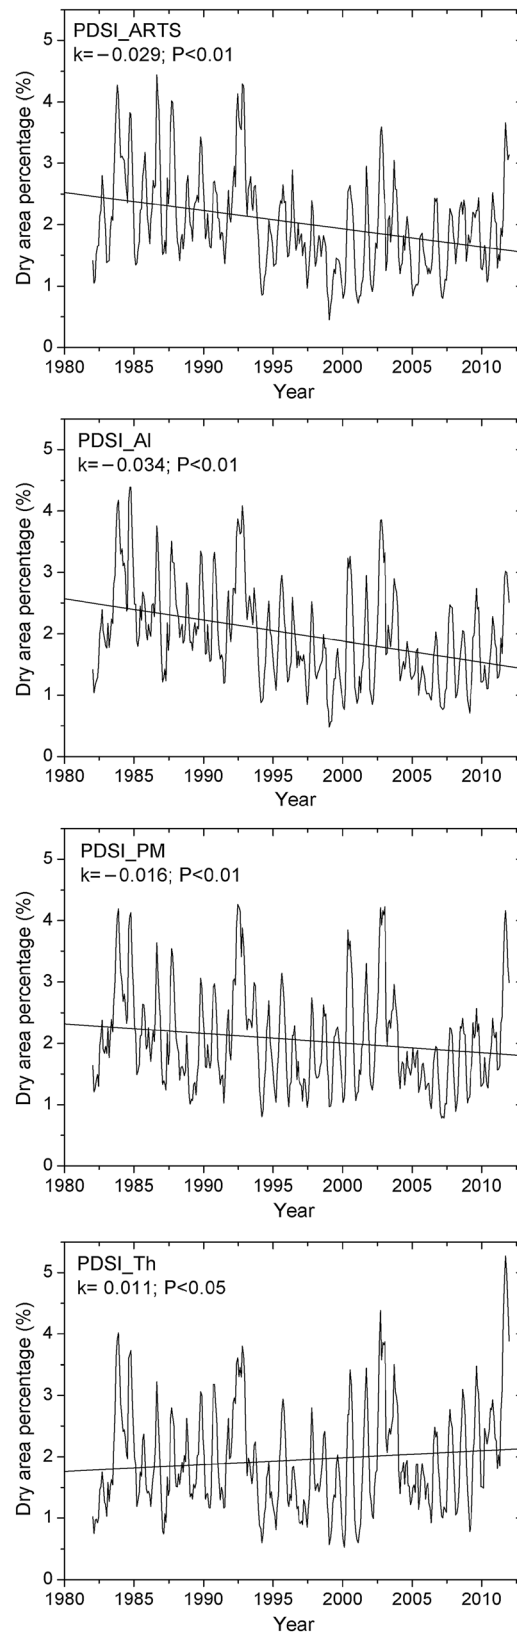 PDSI_ARTS
k=−0.029; P<0.01
Dry area percentage (%)
5
4
3
2
1
0
1980 1985 1990 1995 2000 2005 2010
Year
PDSI_Al
k=−0.034; P<0.01
Dry area percentage (%)
5
4
3
2
1
0
1980 1985 1990 1995 2000 2005 2010
Year
PDSI_PM
k=−0.016; P<0.01
Dry area percentage (%)
5
4
3
2
1
0
1980 1985 1990 1995 2000 2005 2010
Year
PDSI_Th
k= 0.011; P<0.05
Dry area percentage (%)
5
4
3
2
1
0
1980 1985 1990 1995 2000 2005 2010
Year